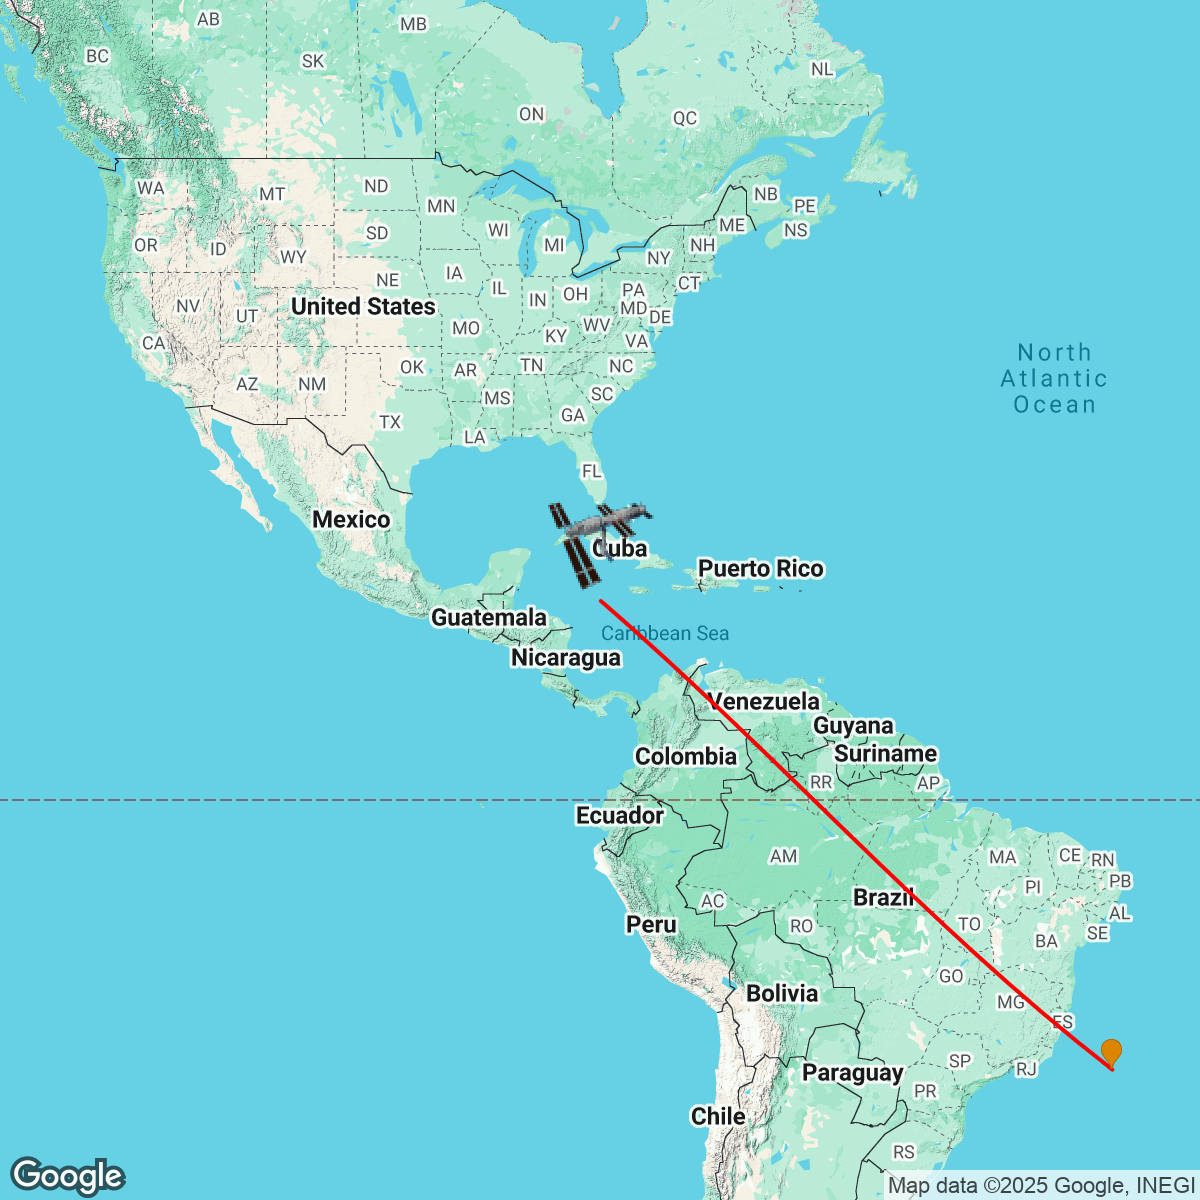 AB
MB
BC
SK
NL
ON
QC
WA
MT
ND
MN
NB
PE
OR
ID
WY
SD
WI
MI
ME
NS
NH
NY
NE
IA
IL
IN
OH
PA
CT
NV
UT
United States
MO
KY
WV
MD
DE
CA
VA
North
Atlantic
Ocean
AZ
NM
OK
AR
TN
NC
MS
SC
GA
TX
LA
FL
Mexico
Cuba
Puerto Rico
Guatemala
Caribbean Sea
Nicaragua
Venezuela
Guyana
Suriname
Colombia
RR
AP
Ecuador
AM
MA
CE
RN
PI
PB
AC
Brazil
AL
Peru
RO
TO
SE
BA
Bolivia
GO
MG
ES
Paraguay
SP
RJ
PR
Chile
RS
Google
Map data ©2025 Google, INEGI